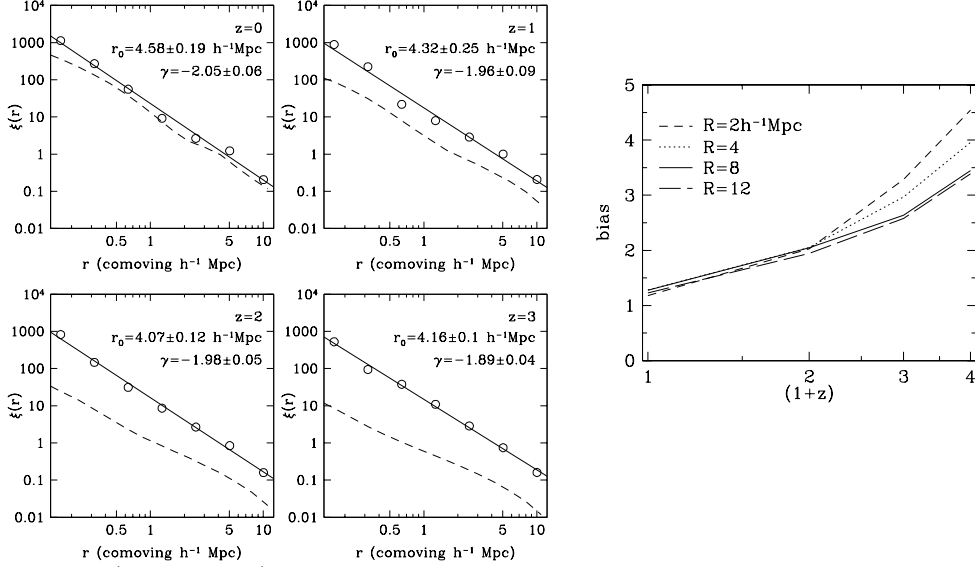 10⁴
1000
100
10
1
0.1
0.01
ξ(r)
z=0
r₀=4.58±0.19 h⁻¹Mpc
γ=−2.05±0.06
0.5 1 5 10
r (comoving h⁻¹ Mpc)
10⁴
1000
100
10
1
0.1
0.01
ξ(r)
z=1
r₀=4.32±0.25 h⁻¹Mpc
γ=−1.96±0.09
0.5 1 5 10
r (comoving h⁻¹ Mpc)
10⁴
1000
100
10
1
0.1
0.01
ξ(r)
z=2
r₀=4.07±0.12 h⁻¹Mpc
γ=−1.98±0.05
0.5 1 5 10
r (comoving h⁻¹ Mpc)
10⁴
1000
100
10
1
0.1
0.01
ξ(r)
z=3
r₀=4.16±0.1 h⁻¹Mpc
γ=−1.89±0.04
0.5 1 5 10
r (comoving h⁻¹ Mpc)
5
4
3
2
1
0
bias
R=2h⁻¹Mpc
R=4
R=8
R=12
1 2 3 4
(1+z)